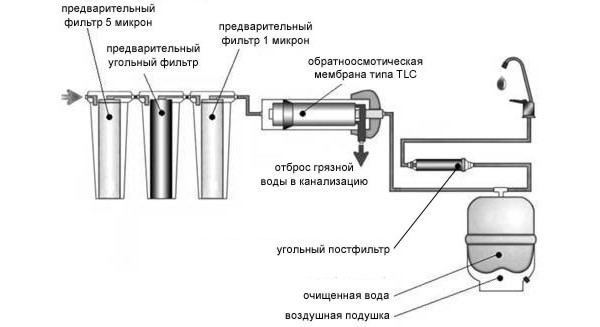 предварительный
фильтр 5 микрон
предварительный
угольный фильтр
предварительный
фильтр 1 микрон
обратноосмотическая
мембрана типа TLC
отброс грязной
воды в канализацию
угольный постфильтр
очищенная вода
воздушная подушка